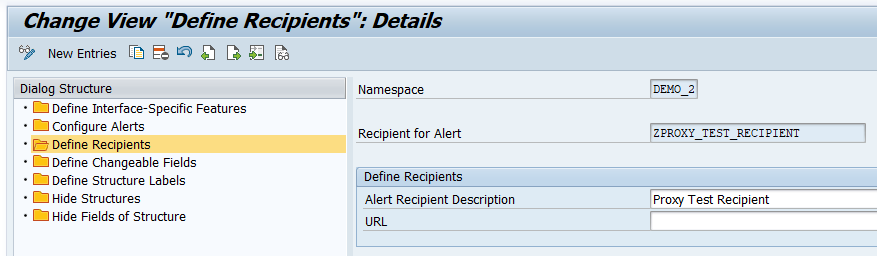 Change View "Define Recipients": Details
New Entries
Dialog Structure
Define Interface-Specific Features
Configure Alerts
Define Recipients
Define Changeable Fields
Define Structure Labels
Hide Structures
Hide Fields of Structure
Namespace DEMO_2
Recipient for Alert ZPROXY_TEST_RECIPIENT
Define Recipients
Alert Recipient Description Proxy Test Recipient
URL